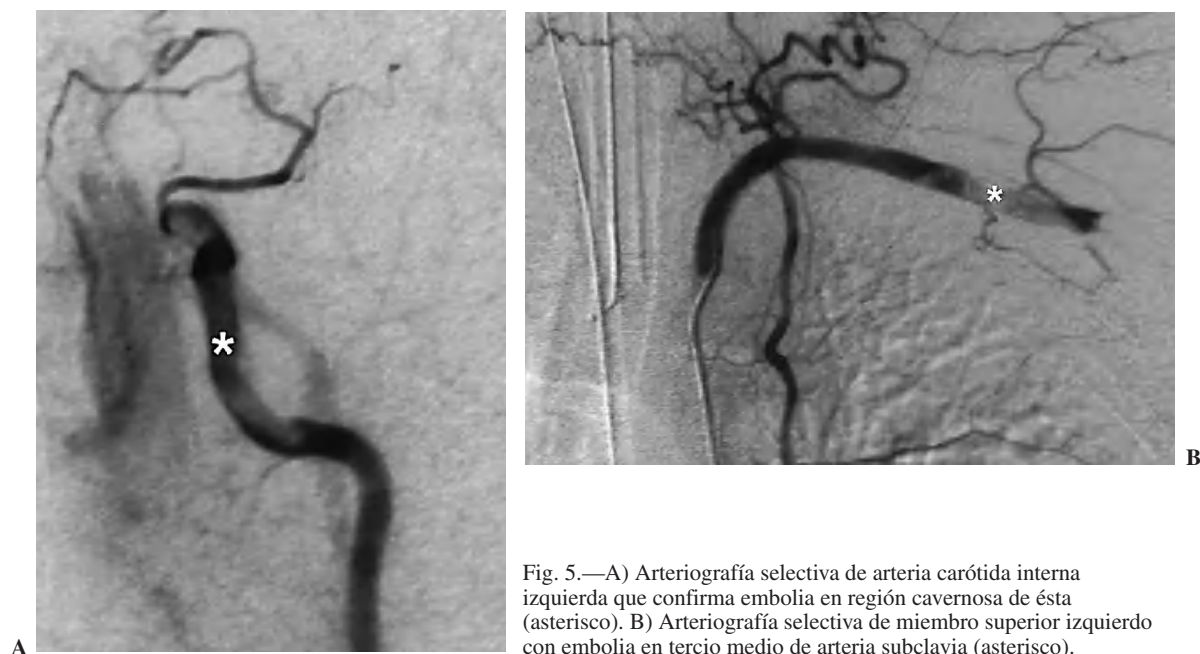 *
*
B
A
Fig. 5.—A) Arteriografía selectiva de arteria carótida interna
izquierda que confirma embolia en región cavernosa de ésta
(asterisco). B) Arteriografía selectiva de miembro superior izquierdo
con embolia en tercio medio de arteria subclavia (asterisco).